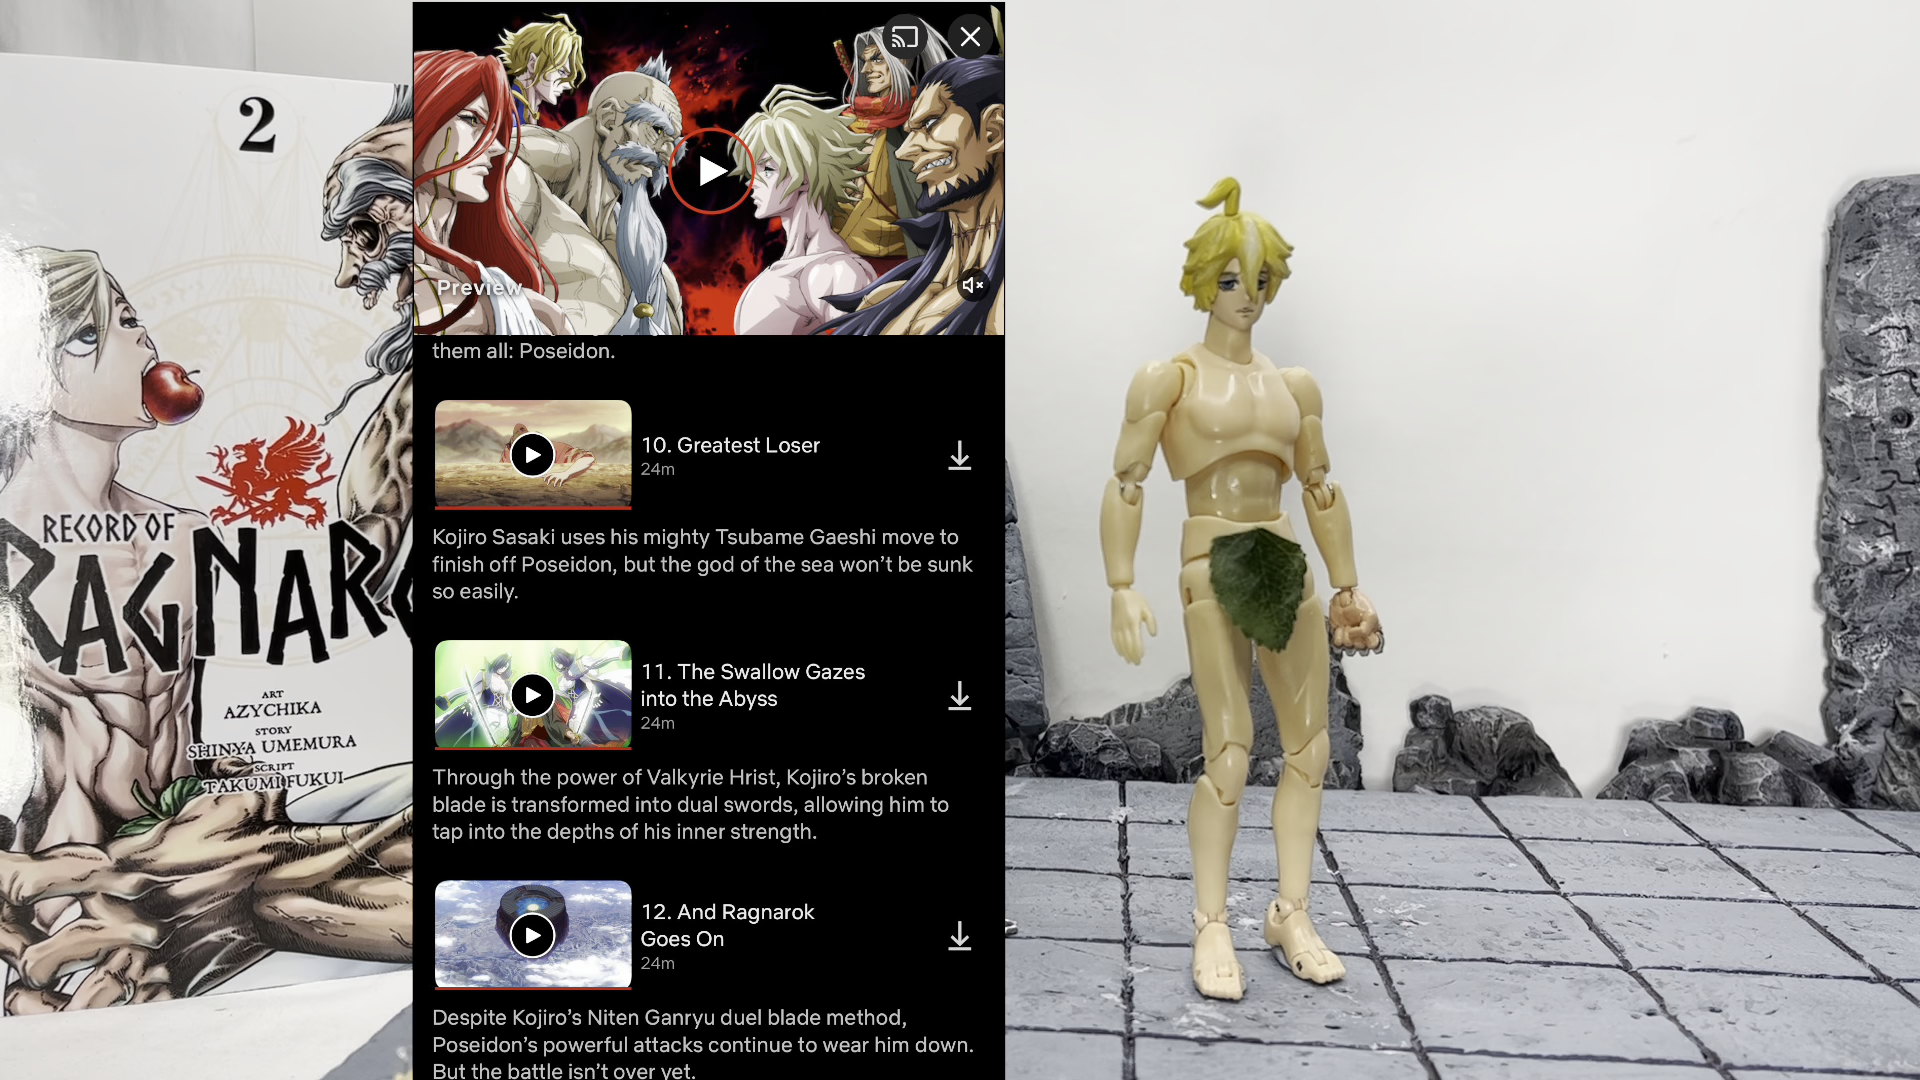 2
RECORD OF
RAGNARO
ART
AZYCHIKA
STORY
SHINYA UMEMURA
SCRIPT
TAKUMI FUKUI
Preview
them all: Poseidon.
10. Greatest Loser
24m
Kojiro Sasaki uses his mighty Tsubame Gaeshi move to
finish off Poseidon, but the god of the sea won’t be sunk
so easily.
11. The Swallow Gazes
into the Abyss
24m
Through the power of Valkyrie Hrist, Kojiro’s broken
blade is transformed into dual swords, allowing him to
tap into the depths of his inner strength.
12. And Ragnarok
Goes On
24m
Despite Kojiro’s Niten Ganryu duel blade method,
Poseidon’s powerful attacks continue to wear him down.
But the battle isn’t over yet.